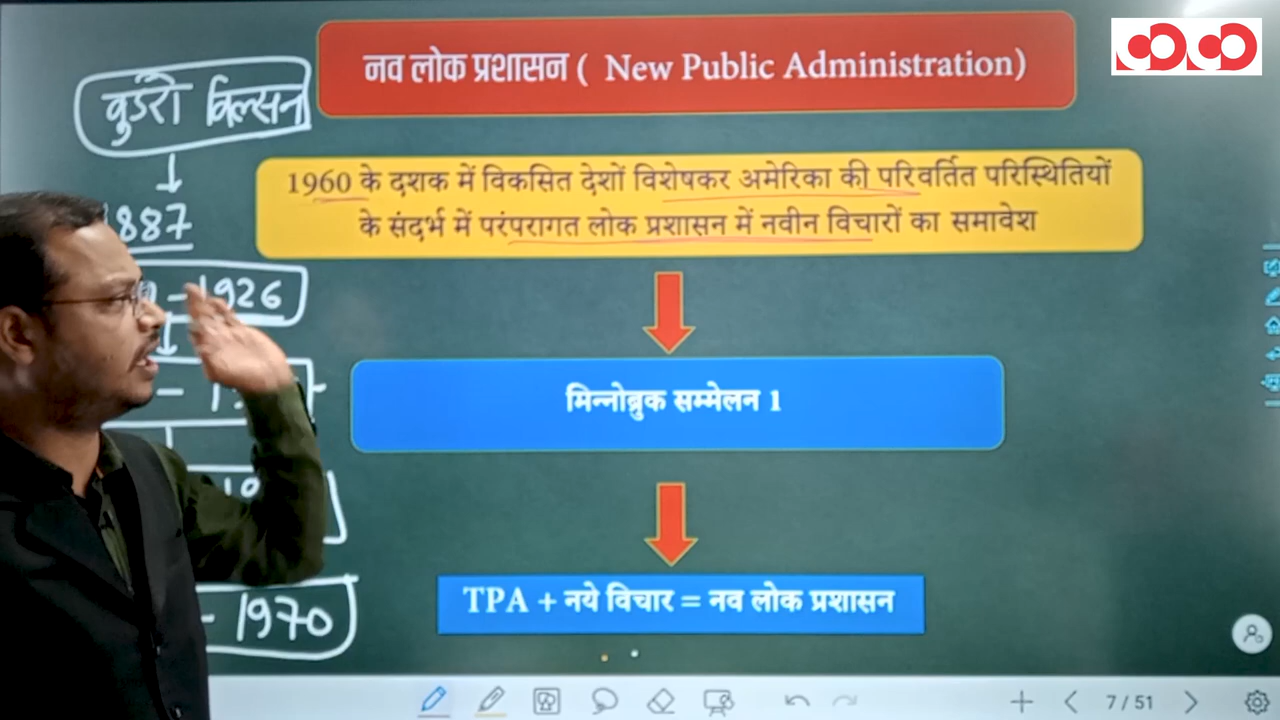 नव लोक प्रशासन ( New Public Administration)
वुडरो विल्सन
1960 के दशक में विकसित देशों विशेषकर अमेरिका की परिवर्तित परिस्थितियों
के संदर्भ में परंपरागत लोक प्रशासन में नवीन विचारों का समावेश
887
- 1926
मिन्नोब्रुक सम्मेलन 1
TPA + नये विचार = नव लोक प्रशासन
- 1970
7 / 51